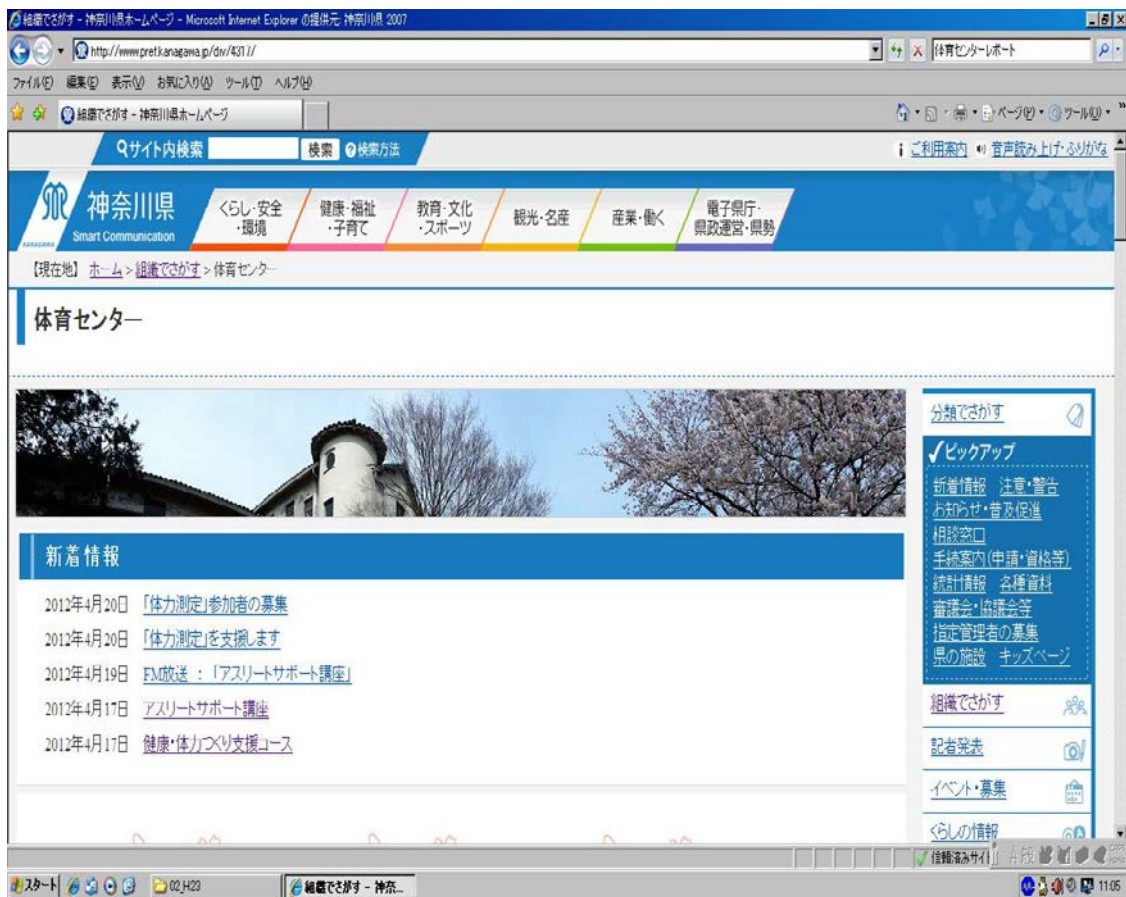 組織でさがす - 神奈川県ホームページ - Microsoft Internet Explorer の提供元: 神奈川県 2007
http://www.pref.kanagawa.jp/div/4317/
体育センターレポート
ファイル(F) 編集(E) 表示(V) お気に入り(A) ツール(T) ヘルプ(H)
組織でさがす - 神奈川県ホームページ
ページ(P) ツール(O)
サイト内検索 検索 検索方法
ご利用案内 音声読み上げ・ふりがな
神奈川県
Smart Communication
KANAGAWA
くらし・安全・環境
健康・福祉・子育て
教育・文化・スポーツ
観光・名産
産業・働く
電子県庁・県政運営・県勢
【現在地】 ホーム > 組織でさがす > 体育センター
体育センター
新着情報
2012年4月20日 「体力測定」参加者の募集
2012年4月20日 「体力測定」を支援します
2012年4月19日 FM放送 : 「アスリートサポート講座」
2012年4月17日 アスリートサポート講座
2012年4月17日 健康・体力つくり支援コース
分類でさがす
ピックアップ
新着情報 注意・警告
お知らせ・普及促進
相談窓口
手続案内(申請・資格等)
統計情報 各種資料
審議会・協議会等
指定管理者の募集
県の施設 キッズページ
組織でさがす
記者発表
イベント・募集
くらしの情報
信頼済みサイト
A 般
CAPS
KANA
スタート
02_H23
組織でさがす - 神奈...
11:05